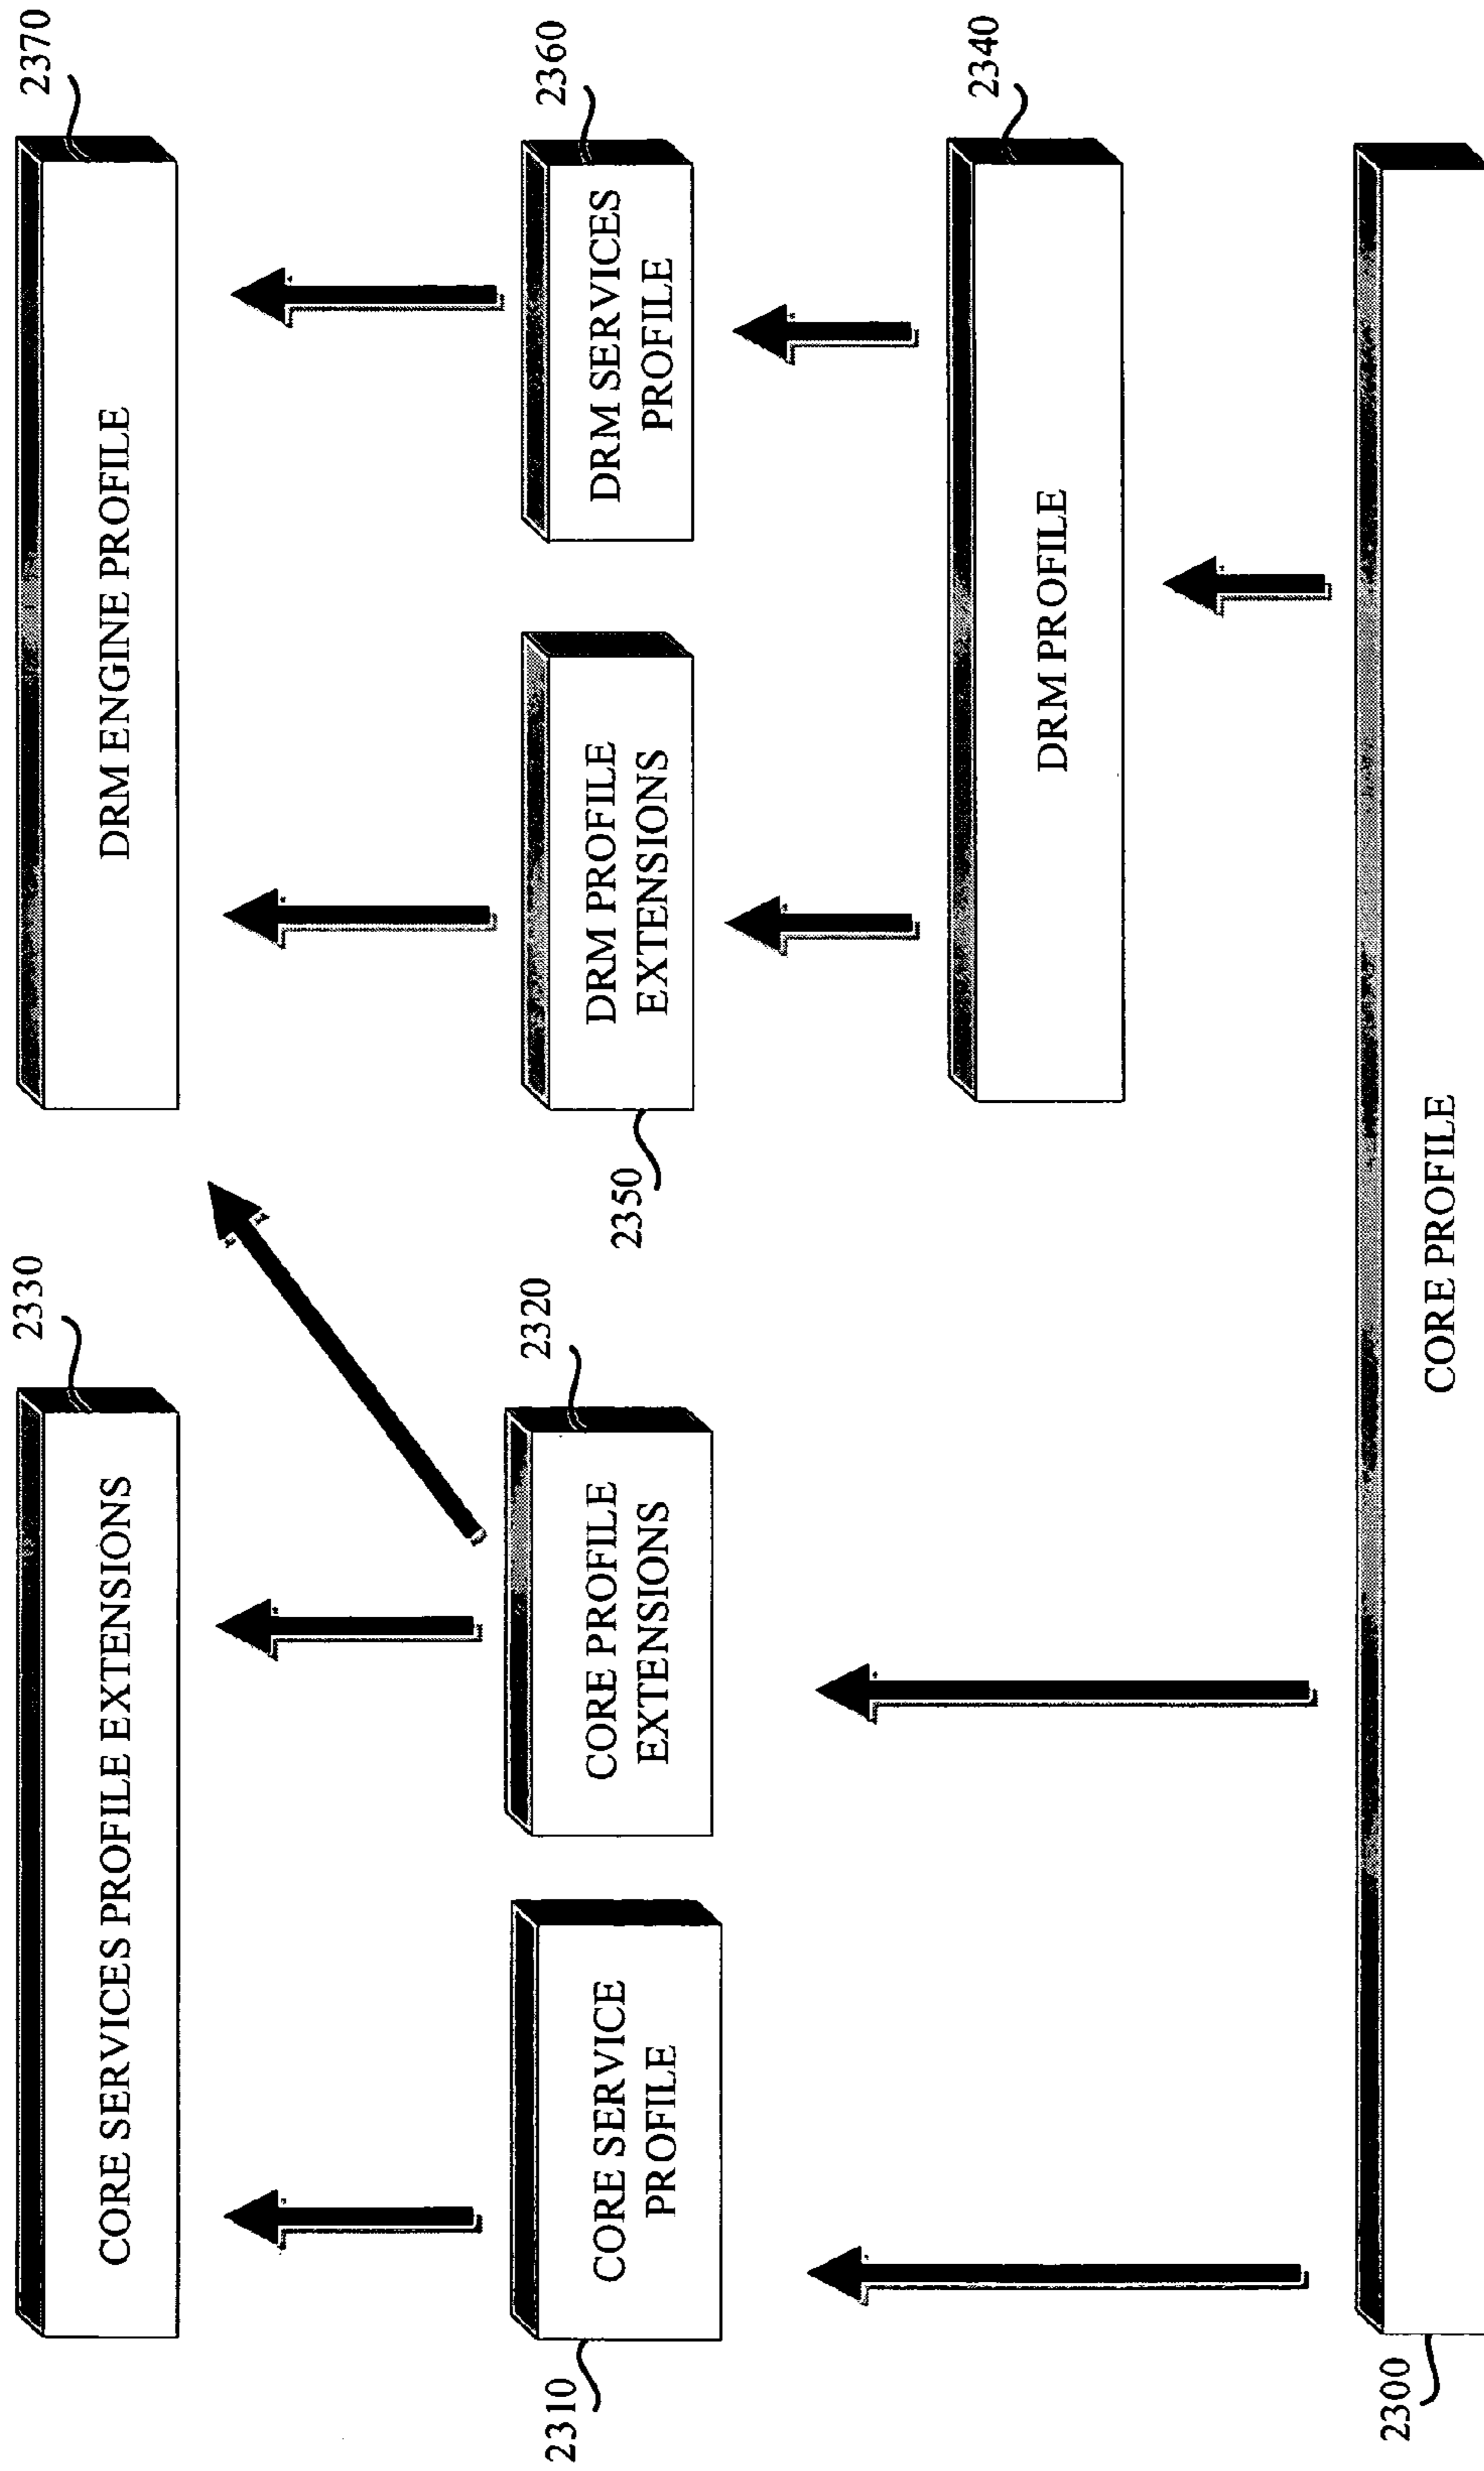 2330
CORE SERVICES PROFILE EXTENSIONS
2370
DRM ENGINE PROFILE
2310
CORE SERVICE
PROFILE
2320
CORE PROFILE
EXTENSIONS
2350
DRM PROFILE
EXTENSIONS
2360
DRM SERVICES
PROFILE
2340
DRM PROFILE
2300
CORE PROFILE